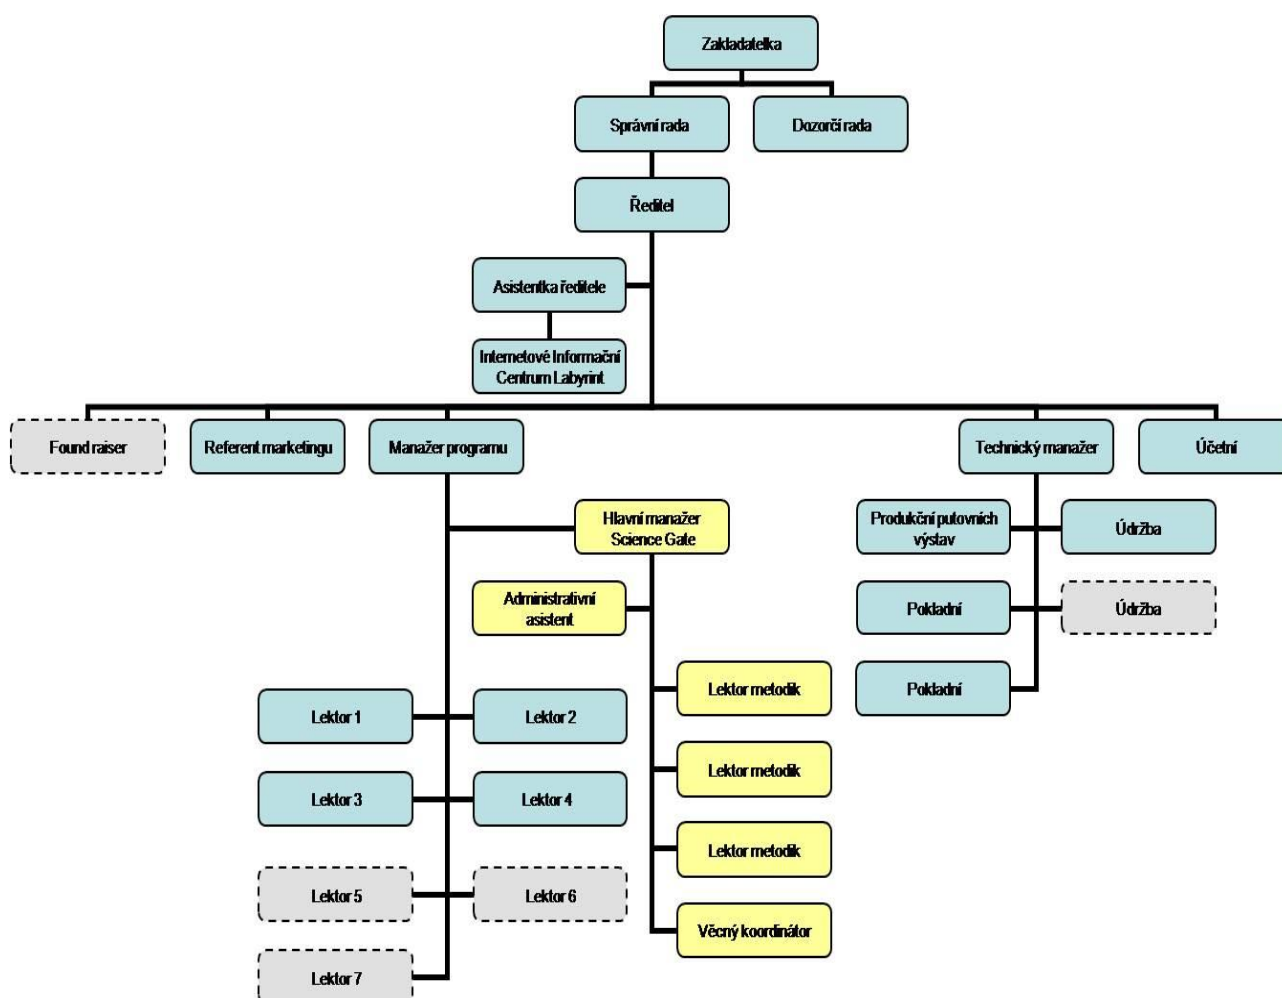 Zakladatelka
Správní rada
Dozorčí rada
Ředitel
Asistentka ředitele
Internetové Informační
Centrum Labyrint
Found raiser
Referent marketingu
Manažer programu
Technický manažer
Účetní
Hlavní manažer
Science Gate
Produkční putovních
výstav
Údržba
Administrativní
asistent
Pokladní
Údržba
Lektor metodik
Pokladní
Lektor 1
Lektor 2
Lektor metodik
Lektor 3
Lektor 4
Lektor metodik
Lektor 5
Lektor 6
Věcný koordinátor
Lektor 7